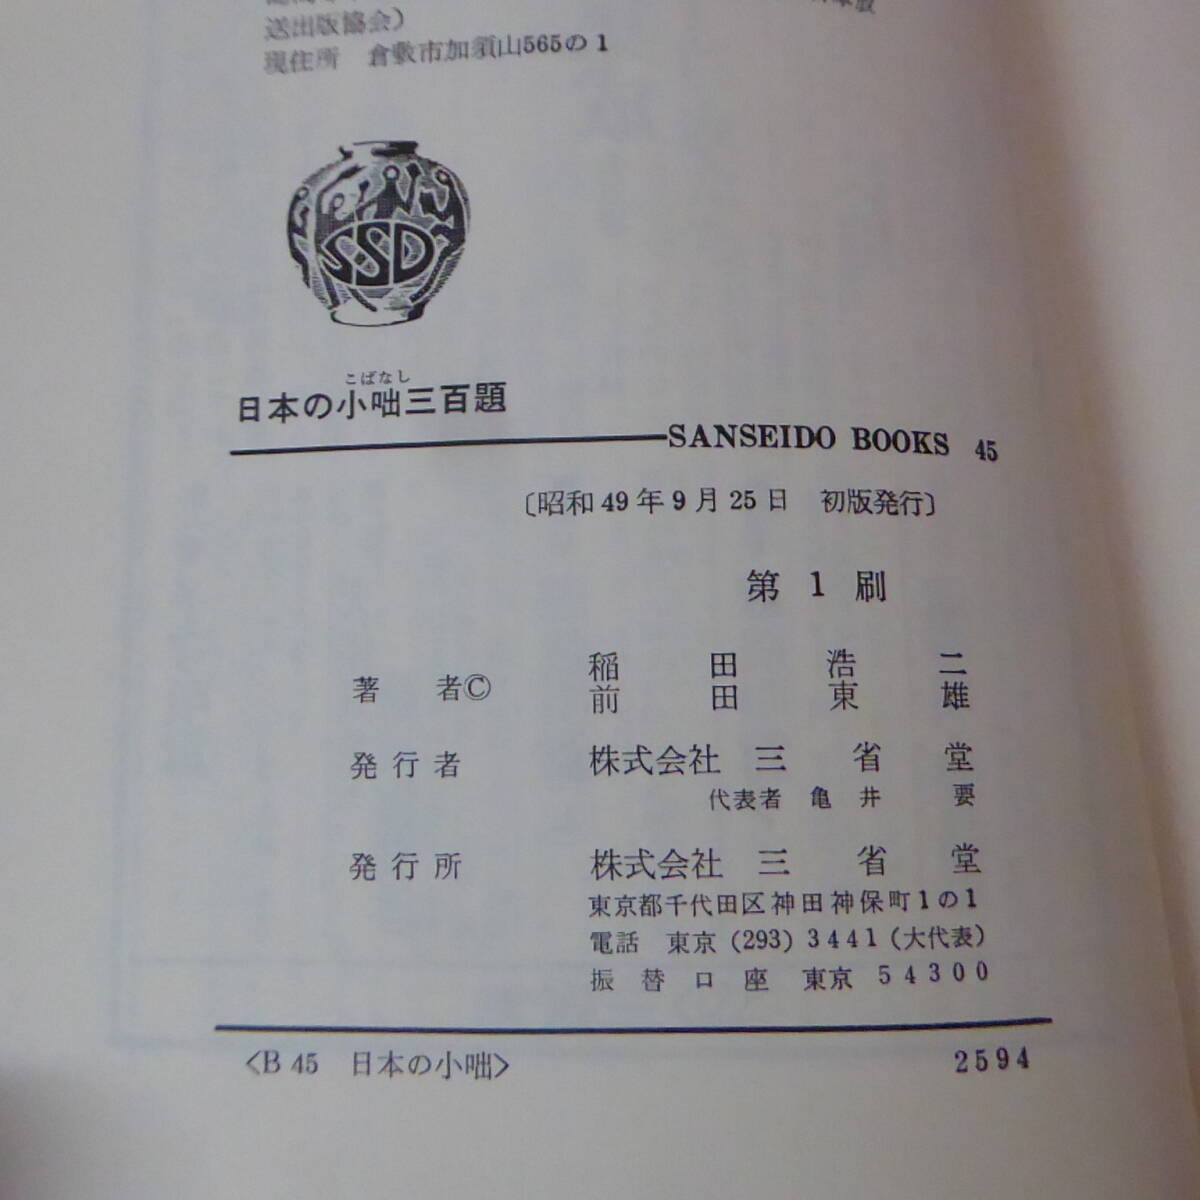 送出版協会)
現住所 倉敷市加須山565の1
SSD
こばなし
日本の小咄三百題
SANSEIDO BOOKS 45
〔昭和49年9月25日 初版発行〕
第1刷
著者© 稲田浩二
前田東雄
発行者 株式会社 三省堂
代表者 亀井要
発行所 株式会社 三省堂
東京都千代田区神田神保町1の1
電話 東京(293)3441(大代表)
振替口座 東京 54300
<B 45 日本の小咄> 2594